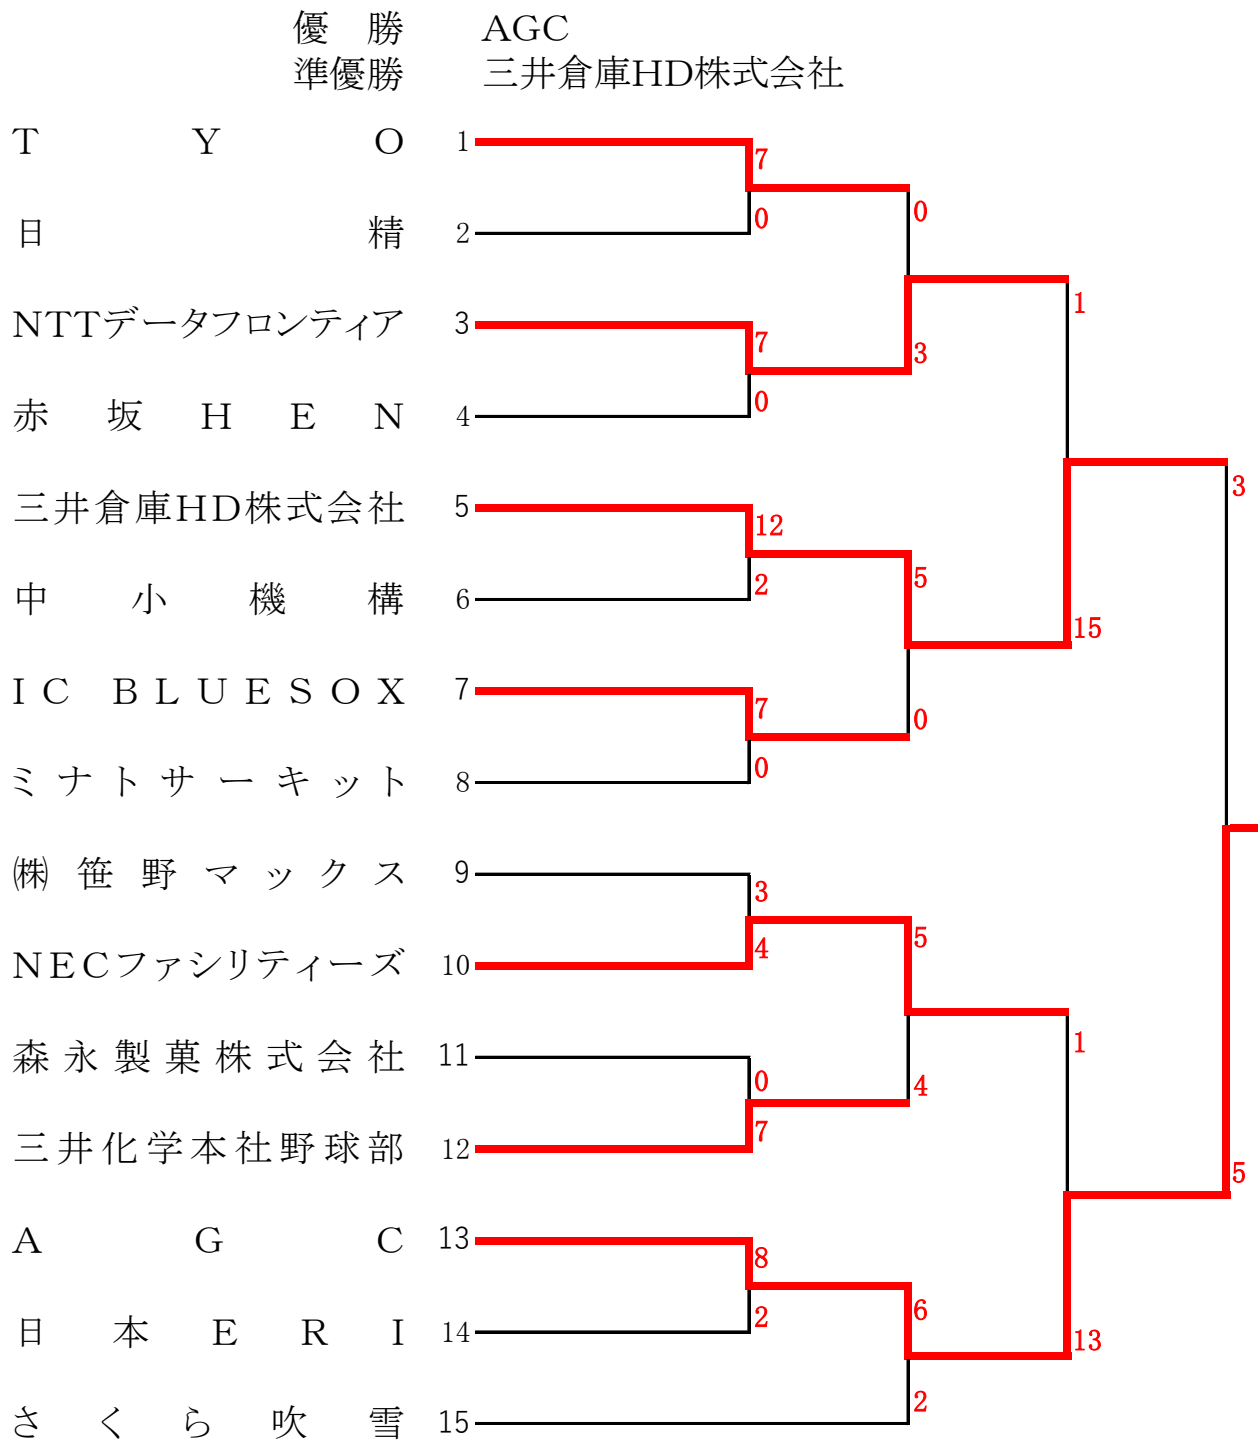 優 勝 AGC
準優勝 三井倉庫HD株式会社
T Y O 1
7
0
日 精 2
0
NTTデータフロンティア 3
1
7
3
0
赤 坂 H E N 4
3
三井倉庫HD株式会社 5
12
5
2
中 小 機 構 6
15
I C B L U E S O X 7
7
0
0
ミ ナ ト サ ー キ ッ ト 8
㈱ 笹 野 マ ッ ク ス 9
3
5
4
NECファシリティーズ 10
1
森 永 製 菓 株 式 会 社 11
0
4
7
三井化学本社野球部 12
5
A G C 13
8
6
2
日 本 E R I 14
13
2
さ く ら 吹 雪 15